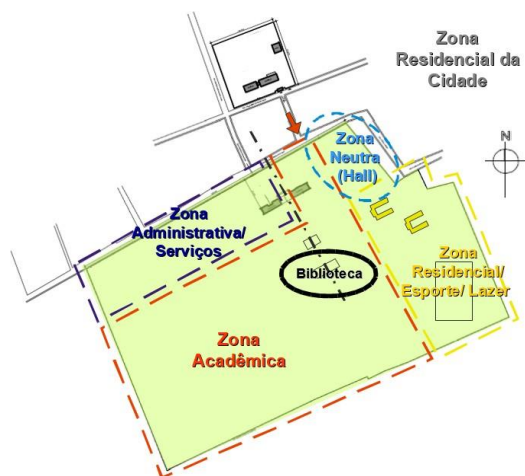 Zona
Residencial da
Cidade
Zona
Neutra
(Hall)
N
Zona
Administrativa/
Serviços
Biblioteca
Zona
Residencial/
Esporte/ Lazer
Zona
Acadêmica